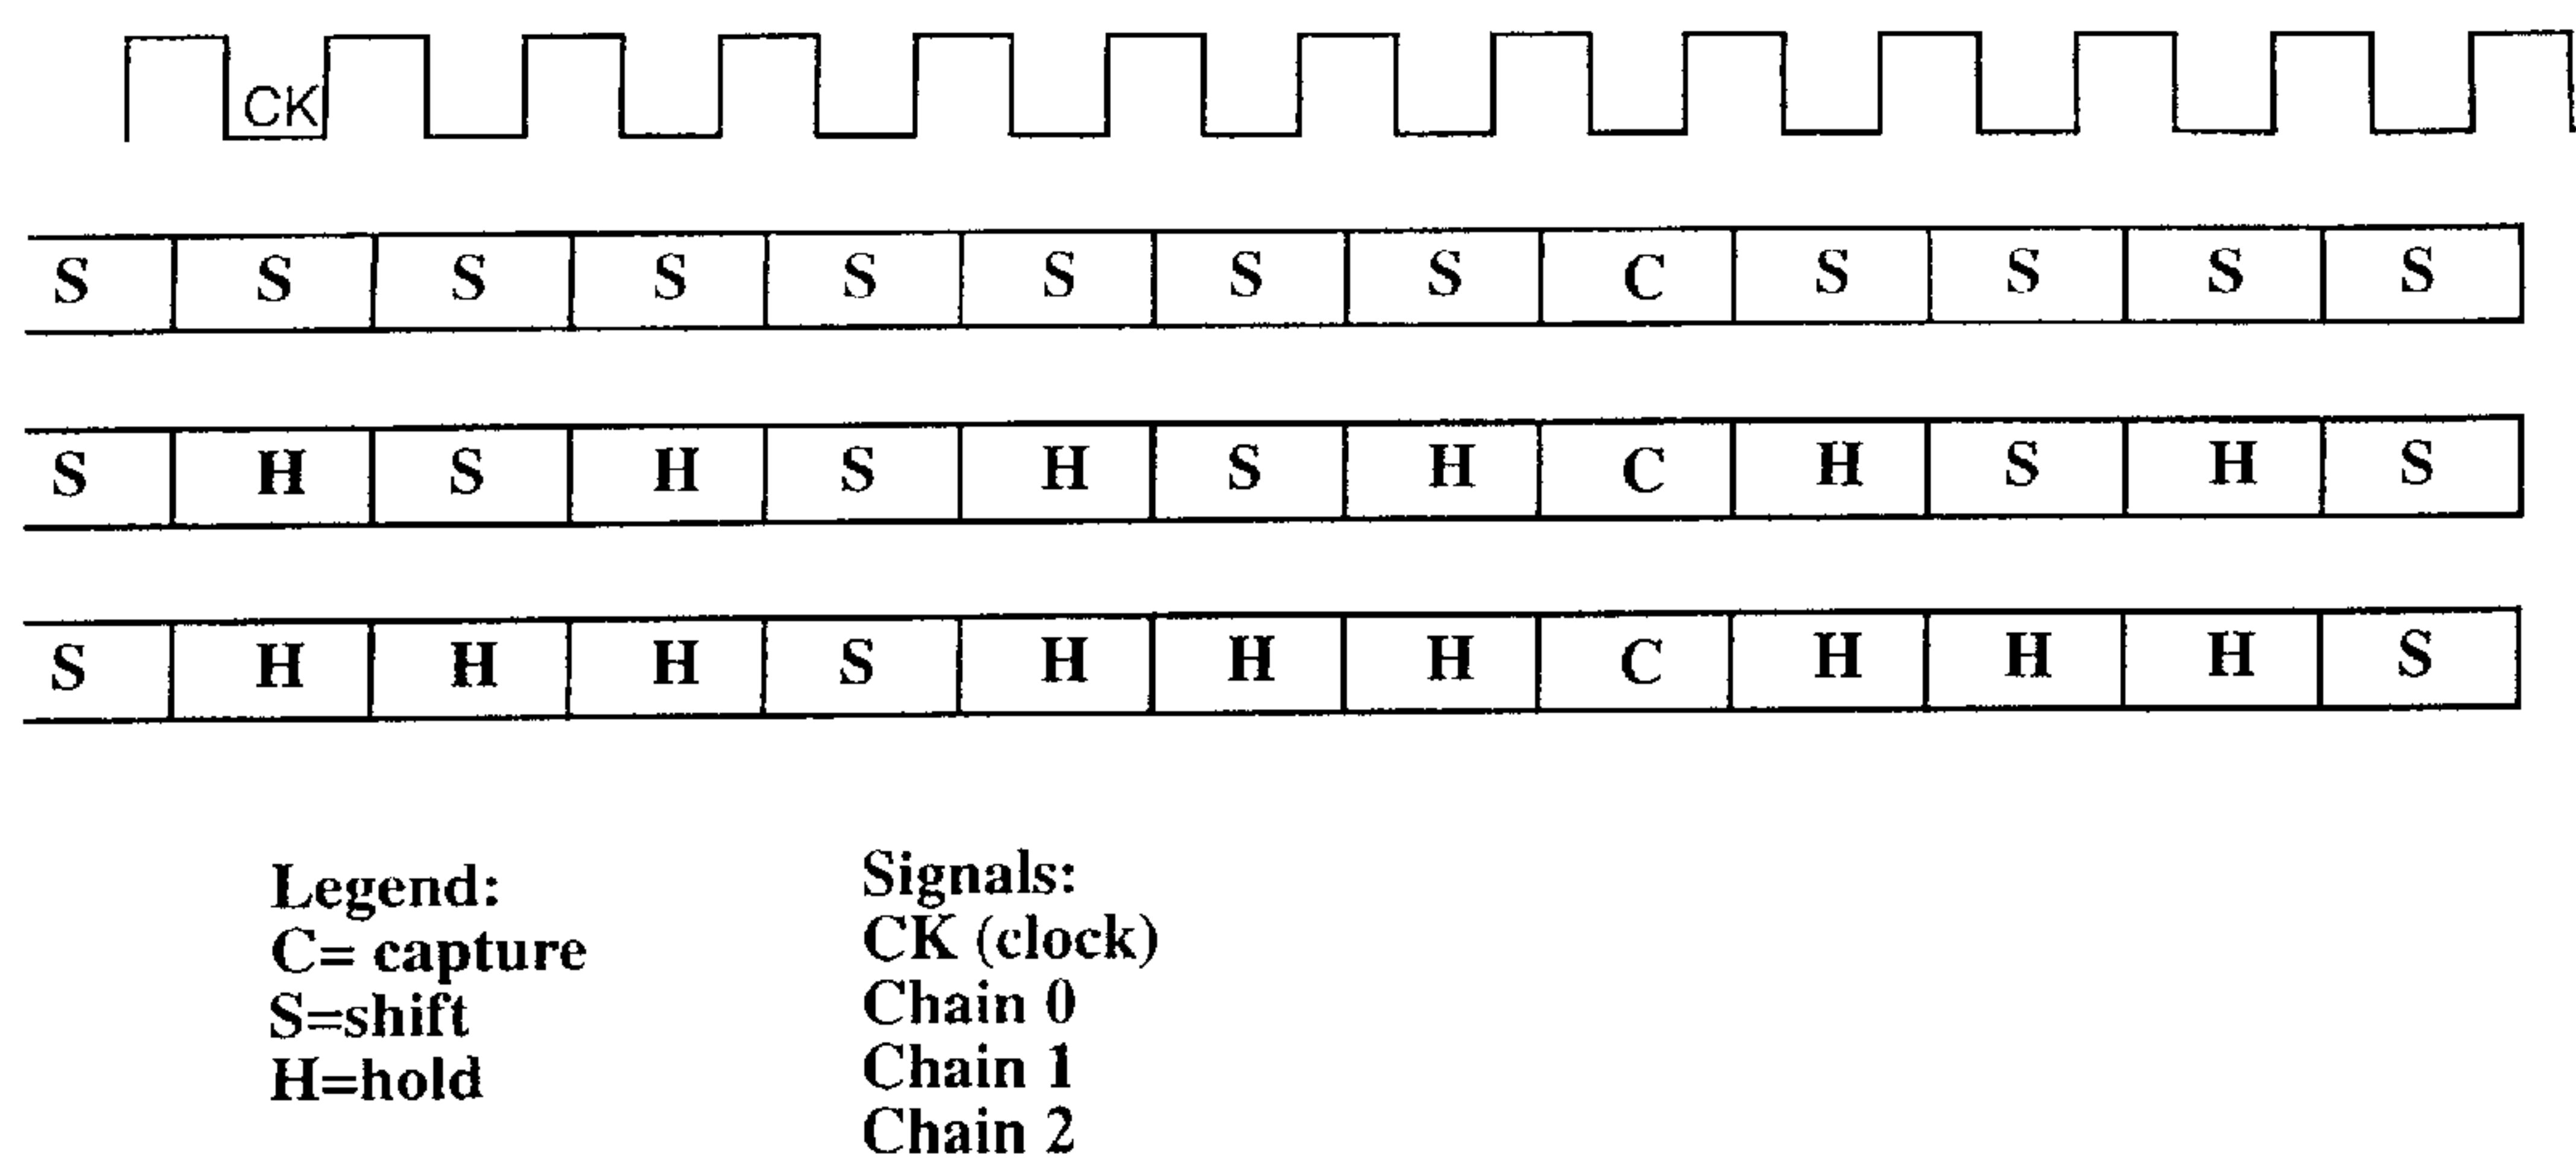 CK
S S S S S S S S C S S S S
S H S H S H S H C H S H S
S H H H S H H H C H H H S
Legend:
C= capture
S=shift
H=hold
Signals:
CK (clock)
Chain 0
Chain 1
Chain 2